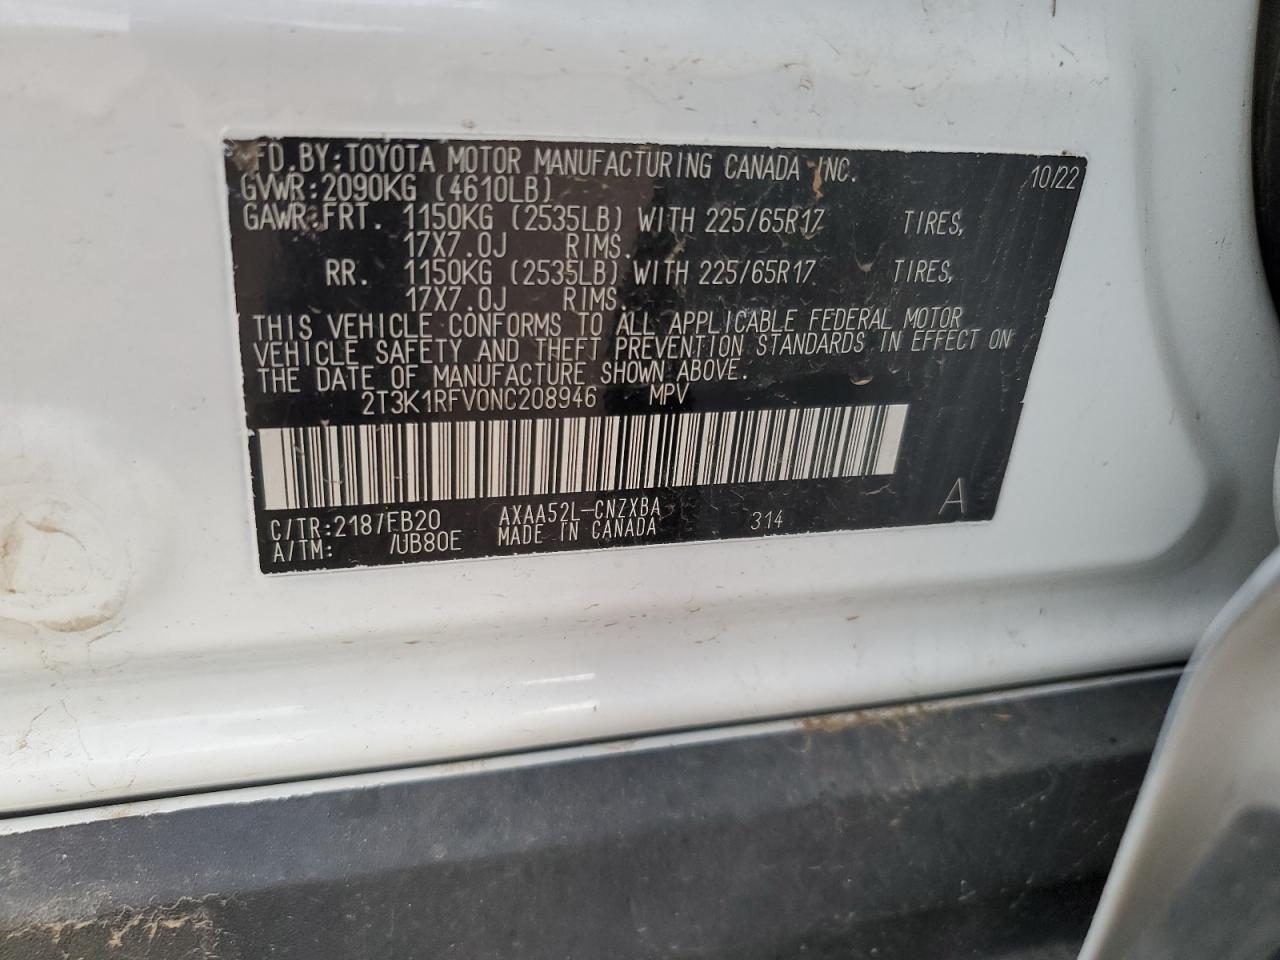 MFD.BY:TOYOTA MOTOR MANUFACTURING CANADA INC. 10/22
GVWR:2090KG (4610LB)
GAWR:FRT. 1150KG (2535LB) WITH 225/65R17 TIRES,
17X7.0J RIMS.
RR. 1150KG (2535LB) WITH 225/65R17 TIRES,
17X7.0J RIMS.
THIS VEHICLE CONFORMS TO ALL APPLICABLE FEDERAL MOTOR
VEHICLE SAFETY AND THEFT PREVENTION STANDARDS IN EFFECT ON
THE DATE OF MANUFACTURE SHOWN ABOVE.
2T3K1RFV0NC208946 MPV
C/TR:2187FB20 AXAA52L-CNZXBA
A/TM: /UB80E MADE IN CANADA 314 A